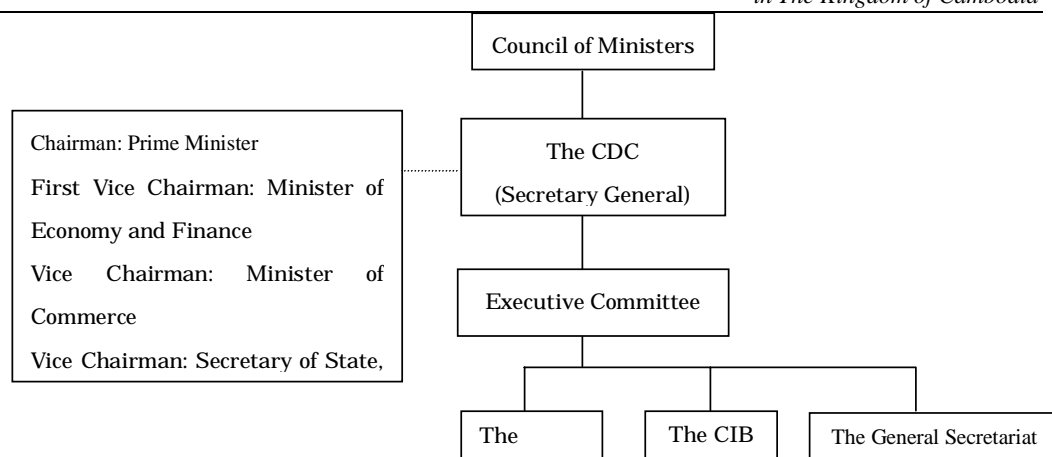 in The Kingdom of Cambodia
Council of Ministers
Chairman: Prime Minister
First Vice Chairman: Minister of
Economy and Finance
Vice Chairman: Minister of
Commerce
Vice Chairman: Secretary of State,
The CDC
(Secretary General)
Executive Committee
The
The CIB
The General Secretariat